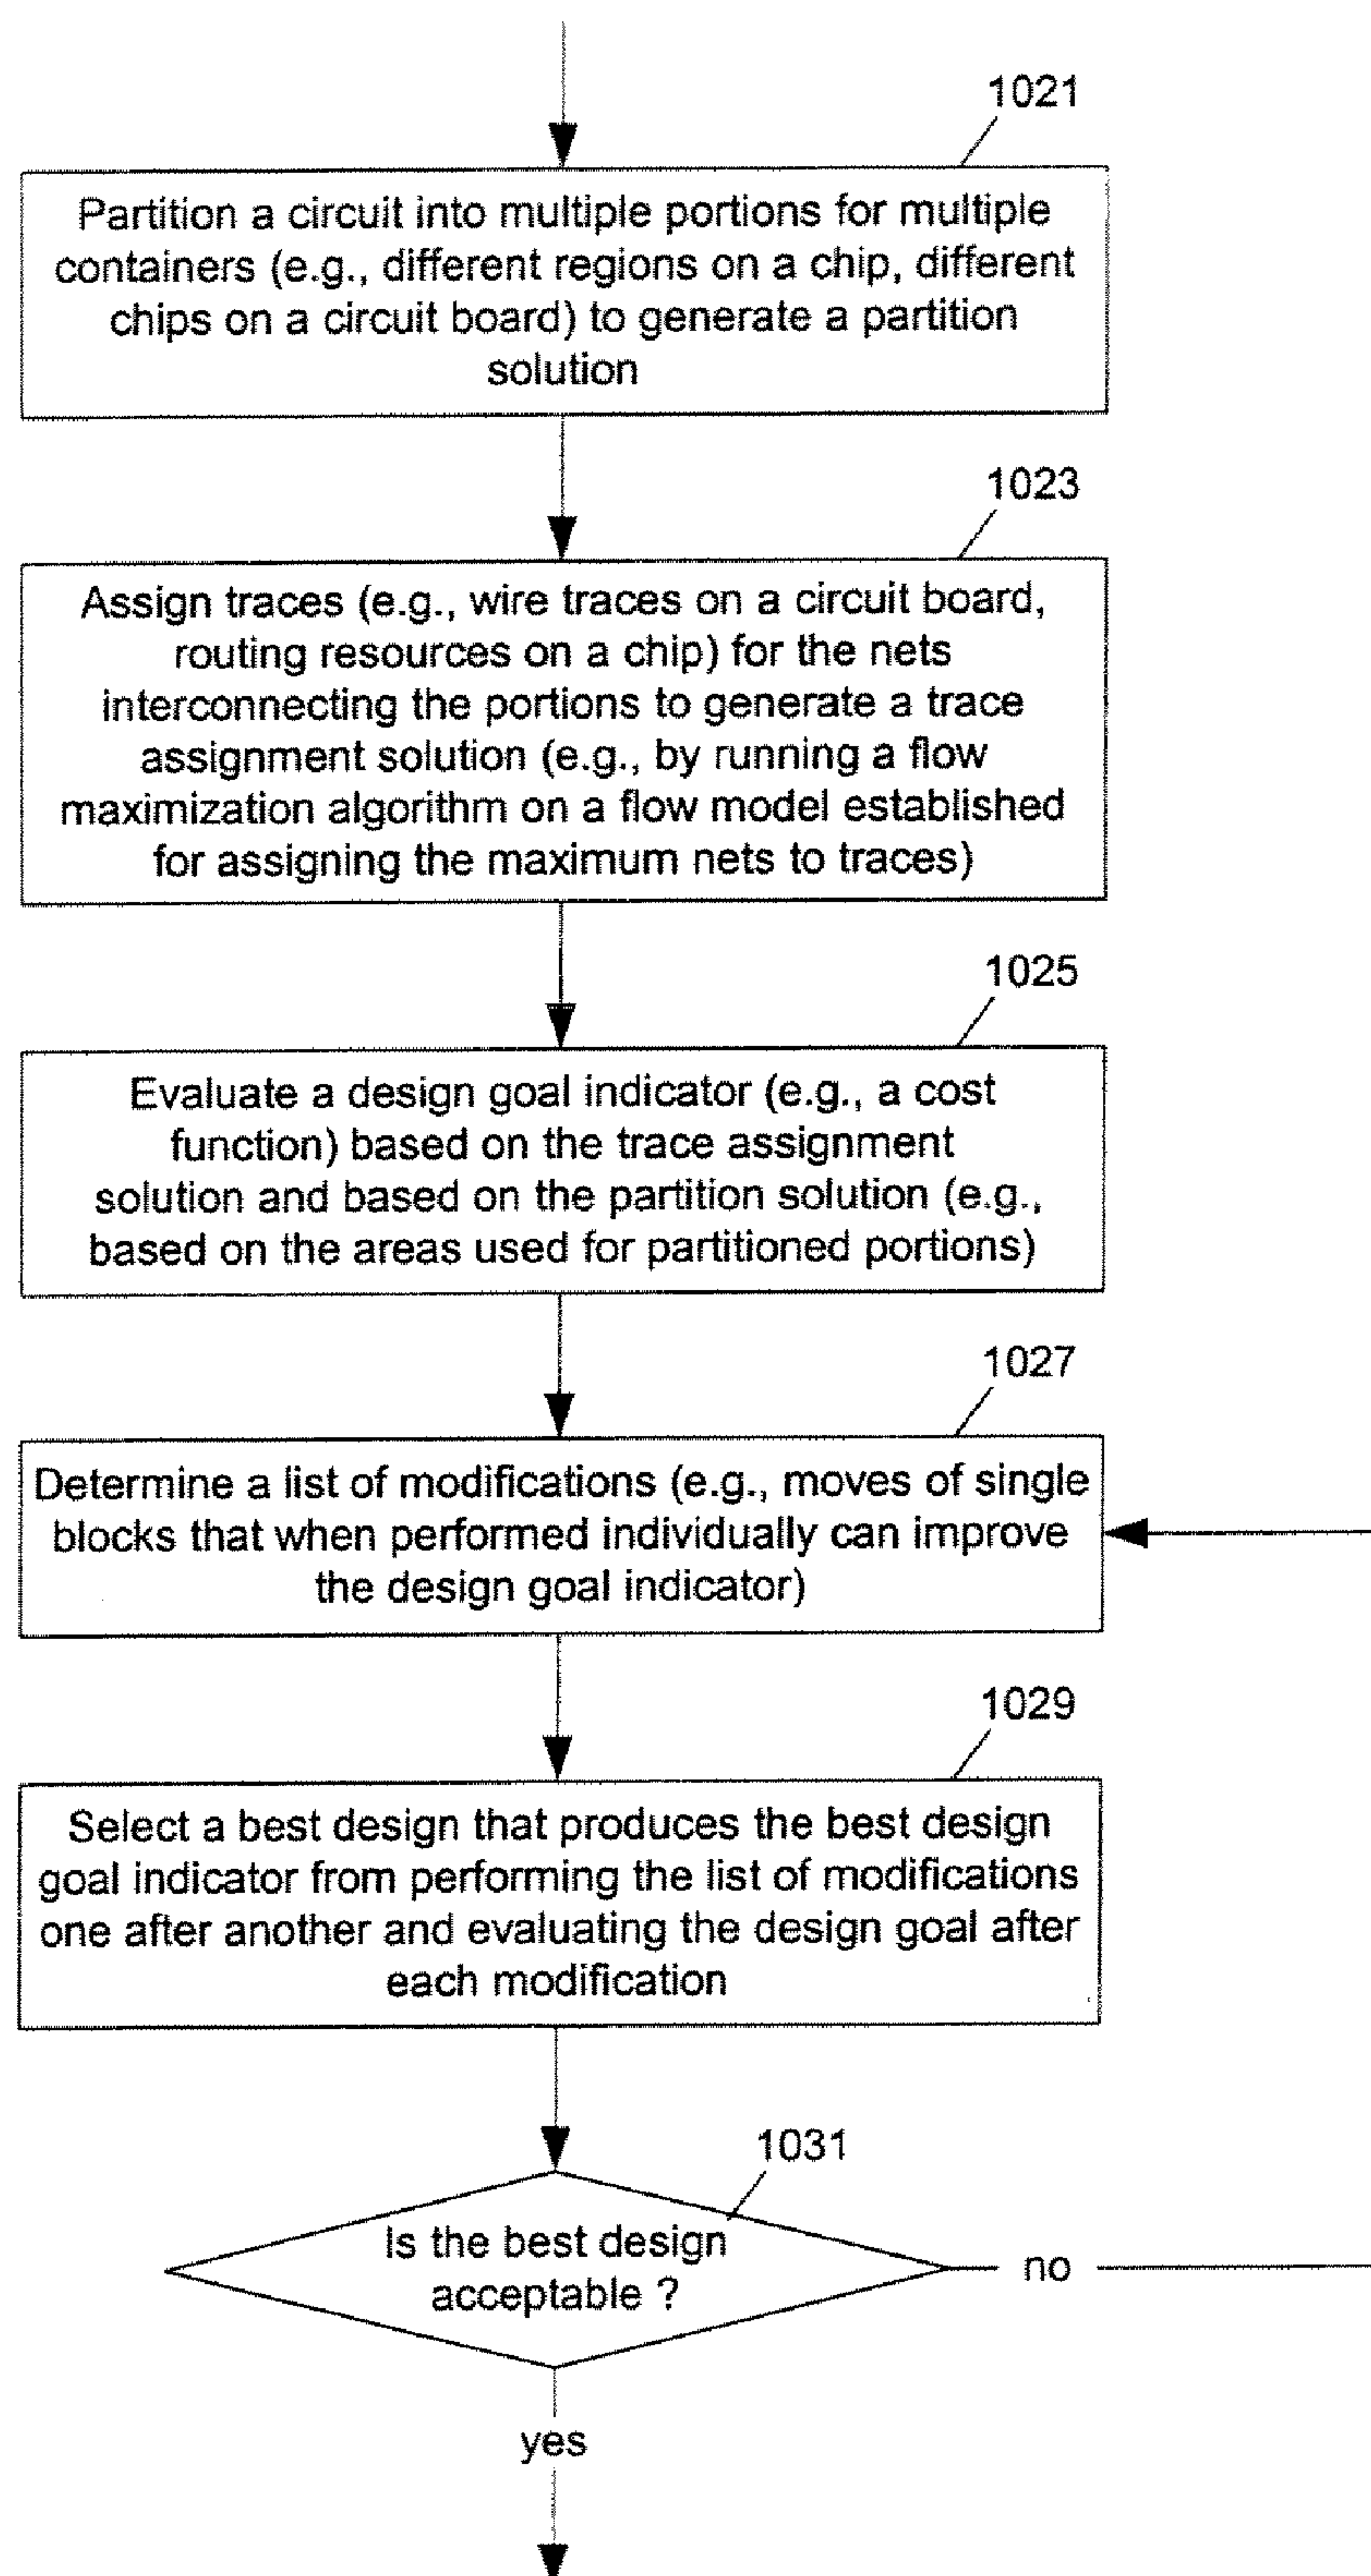 1021
Partition a circuit into multiple portions for multiple
containers (e.g., different regions on a chip, different
chips on a circuit board) to generate a partition
solution
1023
Assign traces (e.g., wire traces on a circuit board,
routing resources on a chip) for the nets
interconnecting the portions to generate a trace
assignment solution (e.g., by running a flow
maximization algorithm on a flow model established
for assigning the maximum nets to traces)
1025
Evaluate a design goal indicator (e.g., a cost
function) based on the trace assignment
solution and based on the partition solution (e.g.,
based on the areas used for partitioned portions)
1027
Determine a list of modifications (e.g., moves of single
blocks that when performed individually can improve
the design goal indicator)
1029
Select a best design that produces the best design
goal indicator from performing the list of modifications
one after another and evaluating the design goal after
each modification
1031
Is the best design
acceptable ?
no
yes